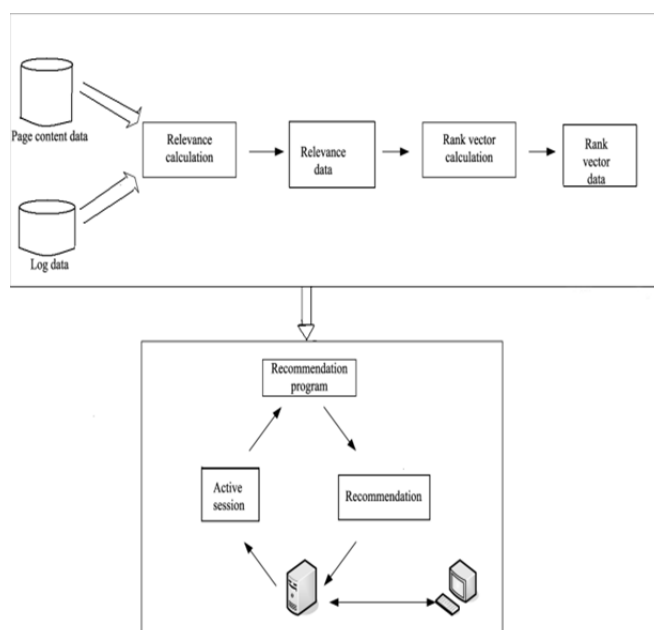 Page content data
Log data
Relevance
calculation
Relevance
data
Rank vector
calculation
Rank
vector
data
Recommendation
program
Active
session
Recommendation